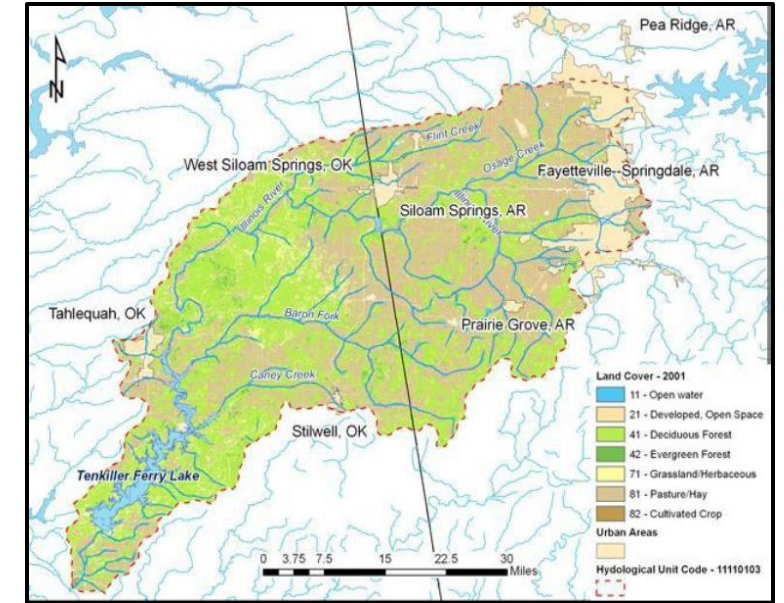 Pea Ridge, AR
N
Flint Creek
West Siloam Springs, OK
Osage Creek
Fayetteville--Springdale, AR
Illinois River
Siloam Springs, AR
Illinois River
Tahlequah, OK
Baron Fork
Prairie Grove, AR
Caney Creek
Stilwell, OK
Tenkiller Ferry Lake
Land Cover - 2001
11 - Open water
21 - Developed, Open Space
41 - Deciduous Forest
42 - Evergreen Forest
71 - Grassland/Herbaceous
81 - Pasture/Hay
82 - Cultivated Crop
Urban Areas
Hydological Unit Code - 11110103
0 3.75 7.5 15 22.5 30
Miles